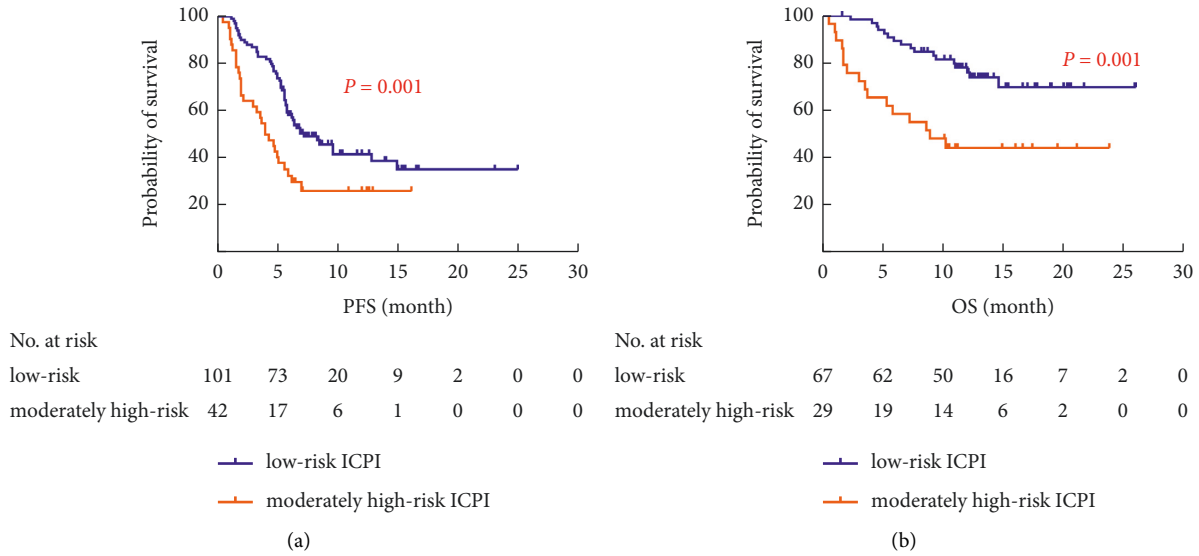 100
80
60
40
20
Probability of survival
P = 0.001
0 5 10 15 20 25 30
PFS (month)
No. at risk
low-risk 101 73 20 9 2 0 0
moderately high-risk 42 17 6 1 0 0 0
low-risk ICPI
moderately high-risk ICPI
(a)
100
80
60
40
20
Probability of survival
P = 0.001
0 5 10 15 20 25 30
OS (month)
No. at risk
low-risk 67 62 50 16 7 2 0
moderately high-risk 29 19 14 6 2 0 0
low-risk ICPI
moderately high-risk ICPI
(b)